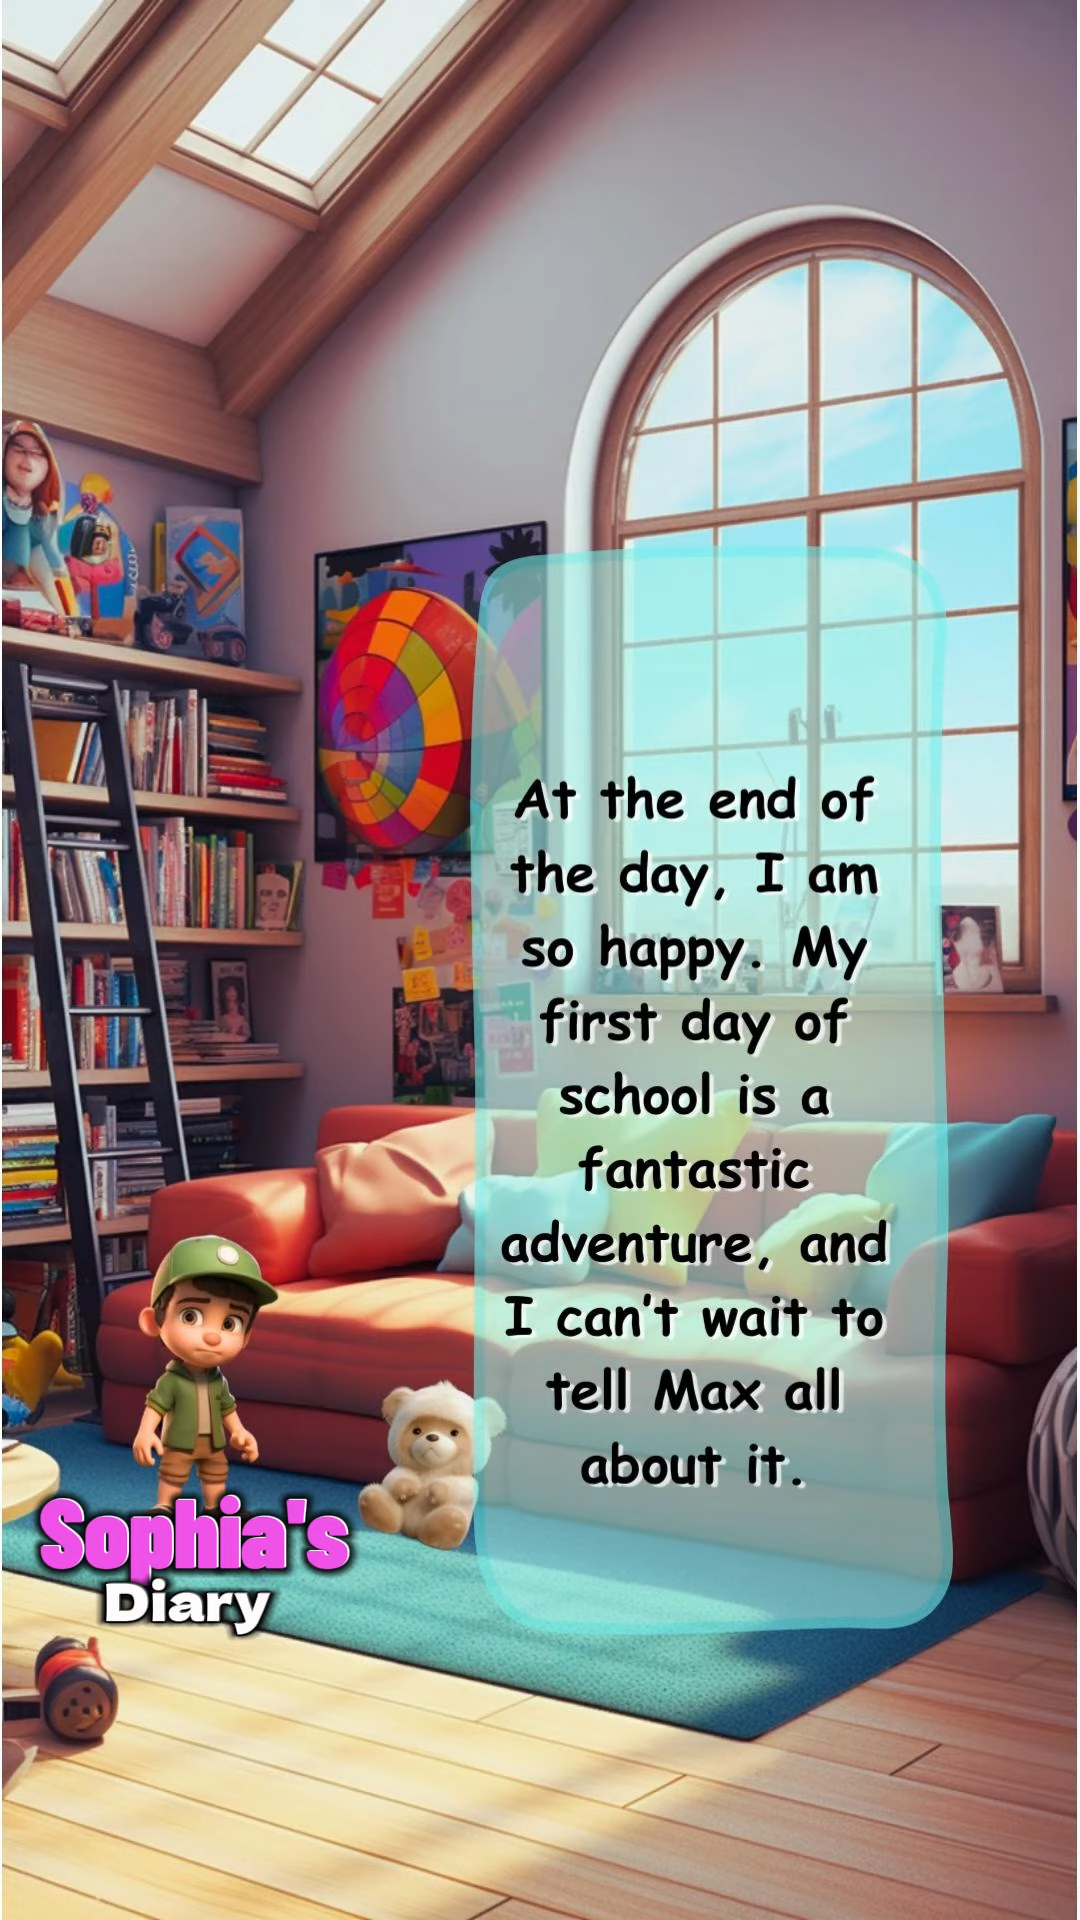 At the end of
the day, I am
so happy. My
first day of
school is a
fantastic
adventure, and
I can't wait to
tell Max all
about it.
Sophia's
Diary